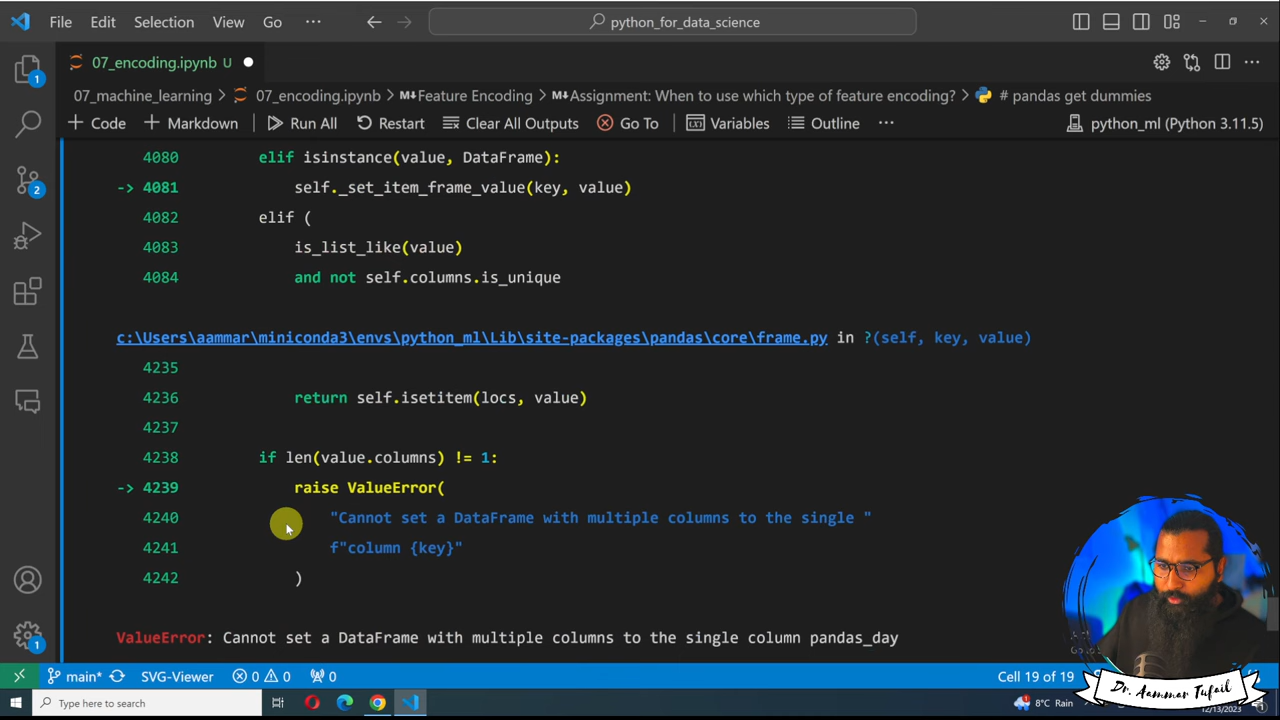 File Edit Selection View Go ··· python_for_data_science
07_encoding.ipynb U
07_machine_learning > 07_encoding.ipynb > Feature Encoding > Assignment: When to use which type of feature encoding? > # pandas get dummies
Code Markdown Run All Restart Clear All Outputs Go To Variables Outline ··· python_ml (Python 3.11.5)
4080 elif isinstance(value, DataFrame):
-> 4081 self._set_item_frame_value(key, value)
4082 elif (
4083 is_list_like(value)
4084 and not self.columns.is_unique
c:\Users\aammar\miniconda3\envs\python_ml\Lib\site-packages\pandas\core\frame.py in ?(self, key, value)
4235
4236 return self.isetitem(locs, value)
4237
4238 if len(value.columns) != 1:
-> 4239 raise ValueError(
4240 "Cannot set a DataFrame with multiple columns to the single "
4241 f"column {key}"
4242 )
ValueError: Cannot set a DataFrame with multiple columns to the single column pandas_day
main* SVG-Viewer 0 0 0 Cell 19 of 19
Type here to search 8°C Rain 12/13/2023
Dr. Aammar Tufail